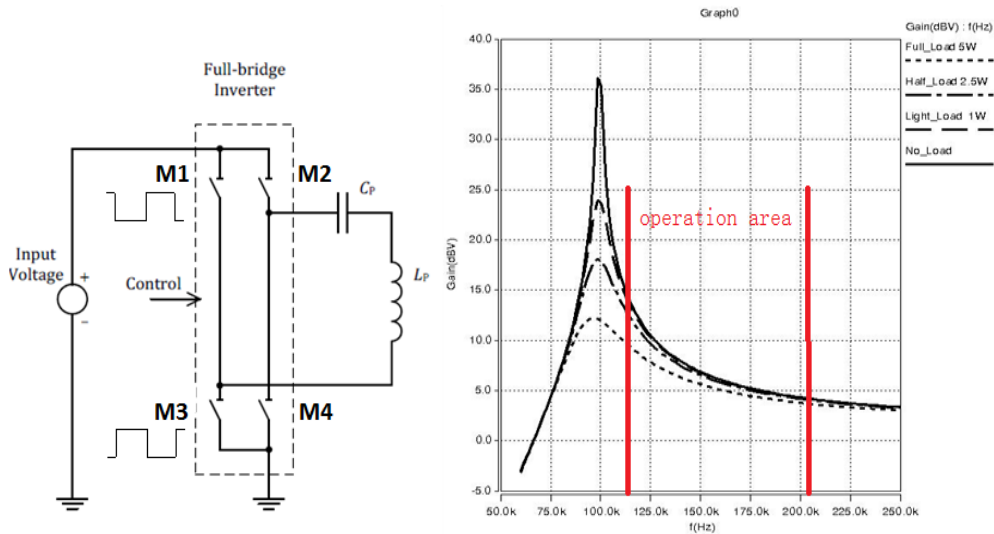 Full-bridge
Inverter
M1
M2
Cₚ
Input
Voltage
+
−
Control
Lₚ
M3
M4
Graph0
Gain(dBV) : f(Hz)
Full_Load 5W
Half_Load 2.5W
Light_Load 1W
No_Load
operation area
Gain(dBV)
40.0
35.0
30.0
25.0
20.0
15.0
10.0
5.0
0.0
-5.0
50.0k 75.0k 100.0k 125.0k 150.0k 175.0k 200.0k 225.0k 250.0k
f(Hz)